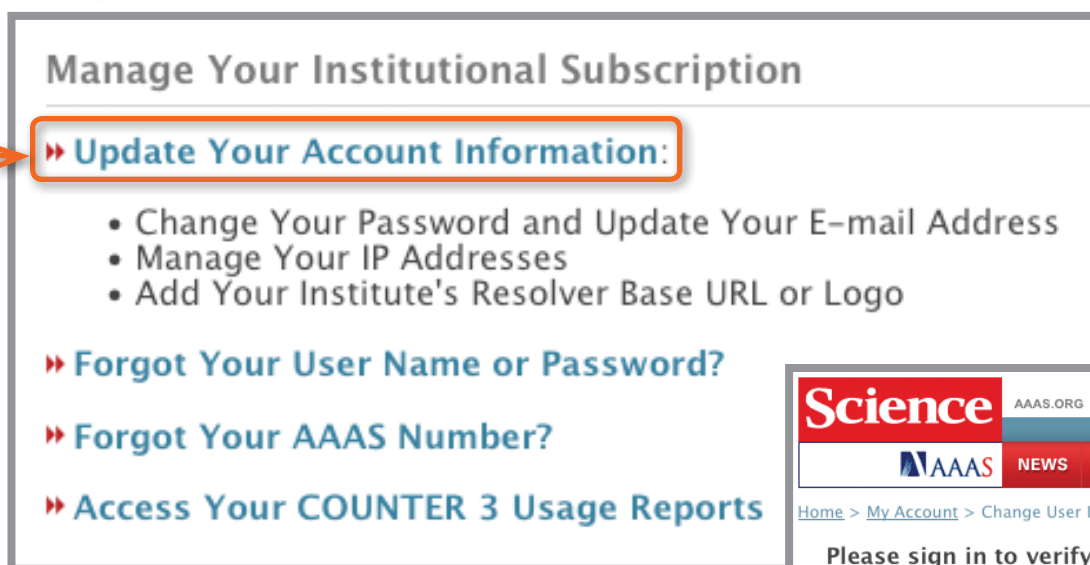 Manage Your Institutional Subscription
Update Your Account Information:
• Change Your Password and Update Your E-mail Address
• Manage Your IP Addresses
• Add Your Institute's Resolver Base URL or Logo
Forgot Your User Name or Password?
Forgot Your AAAS Number?
Access Your COUNTER 3 Usage Reports
Science AAAS.ORG
AAAS NEWS
Home > My Account > Change User
Please sign in to verify